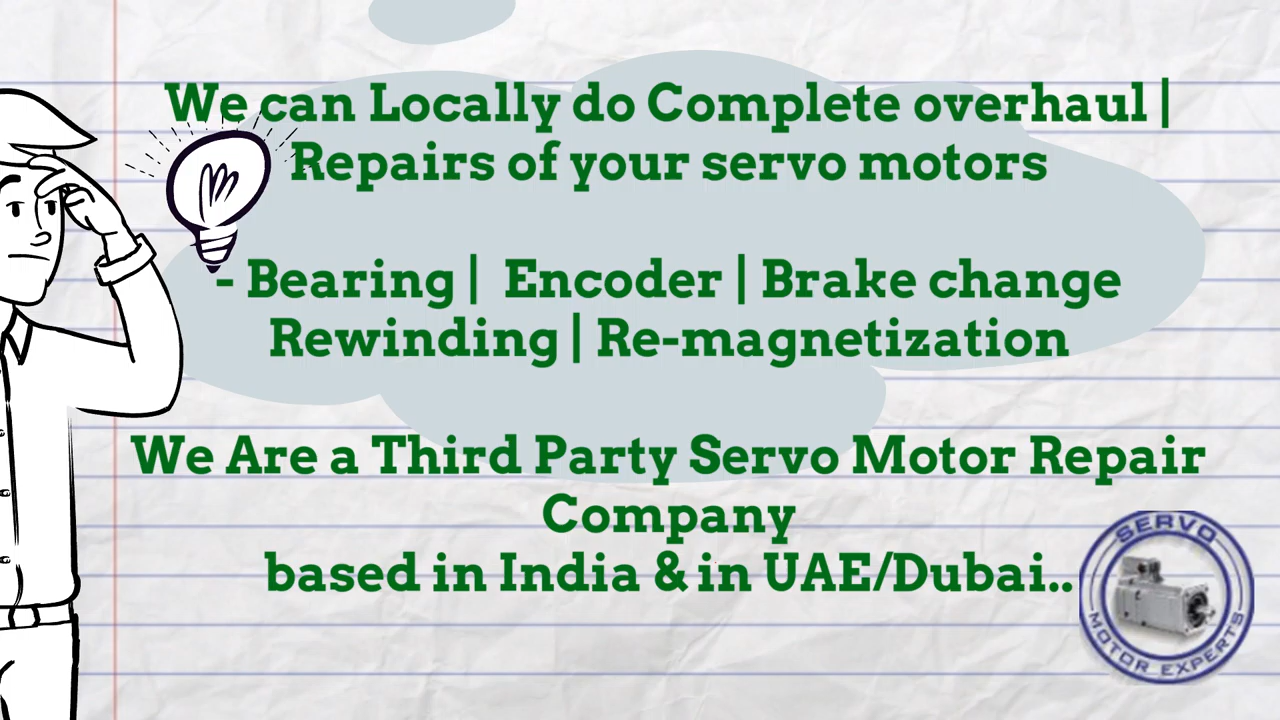 We can Locally do Complete overhaul |
Repairs of your servo motors
- Bearing | Encoder | Brake change
Rewinding | Re-magnetization
We Are a Third Party Servo Motor Repair
Company
based in India & in UAE/Dubai..
SERVO
MOTOR EXPERTS